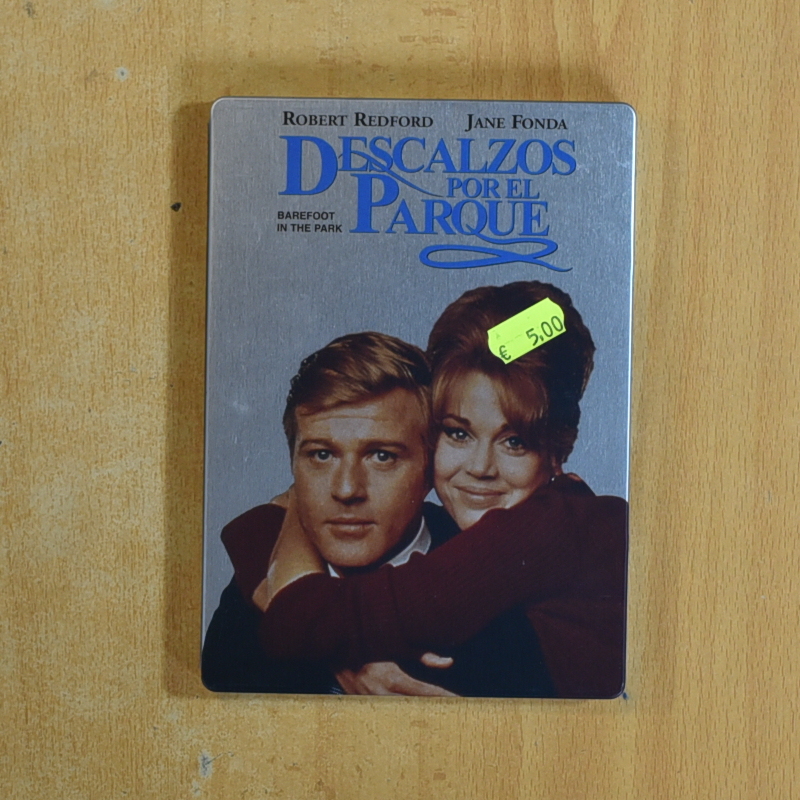 ROBERT REDFORD JANE FONDA
DESCALZOS
POR EL
PARQUE
BAREFOOT
IN THE PARK
€ 5,00